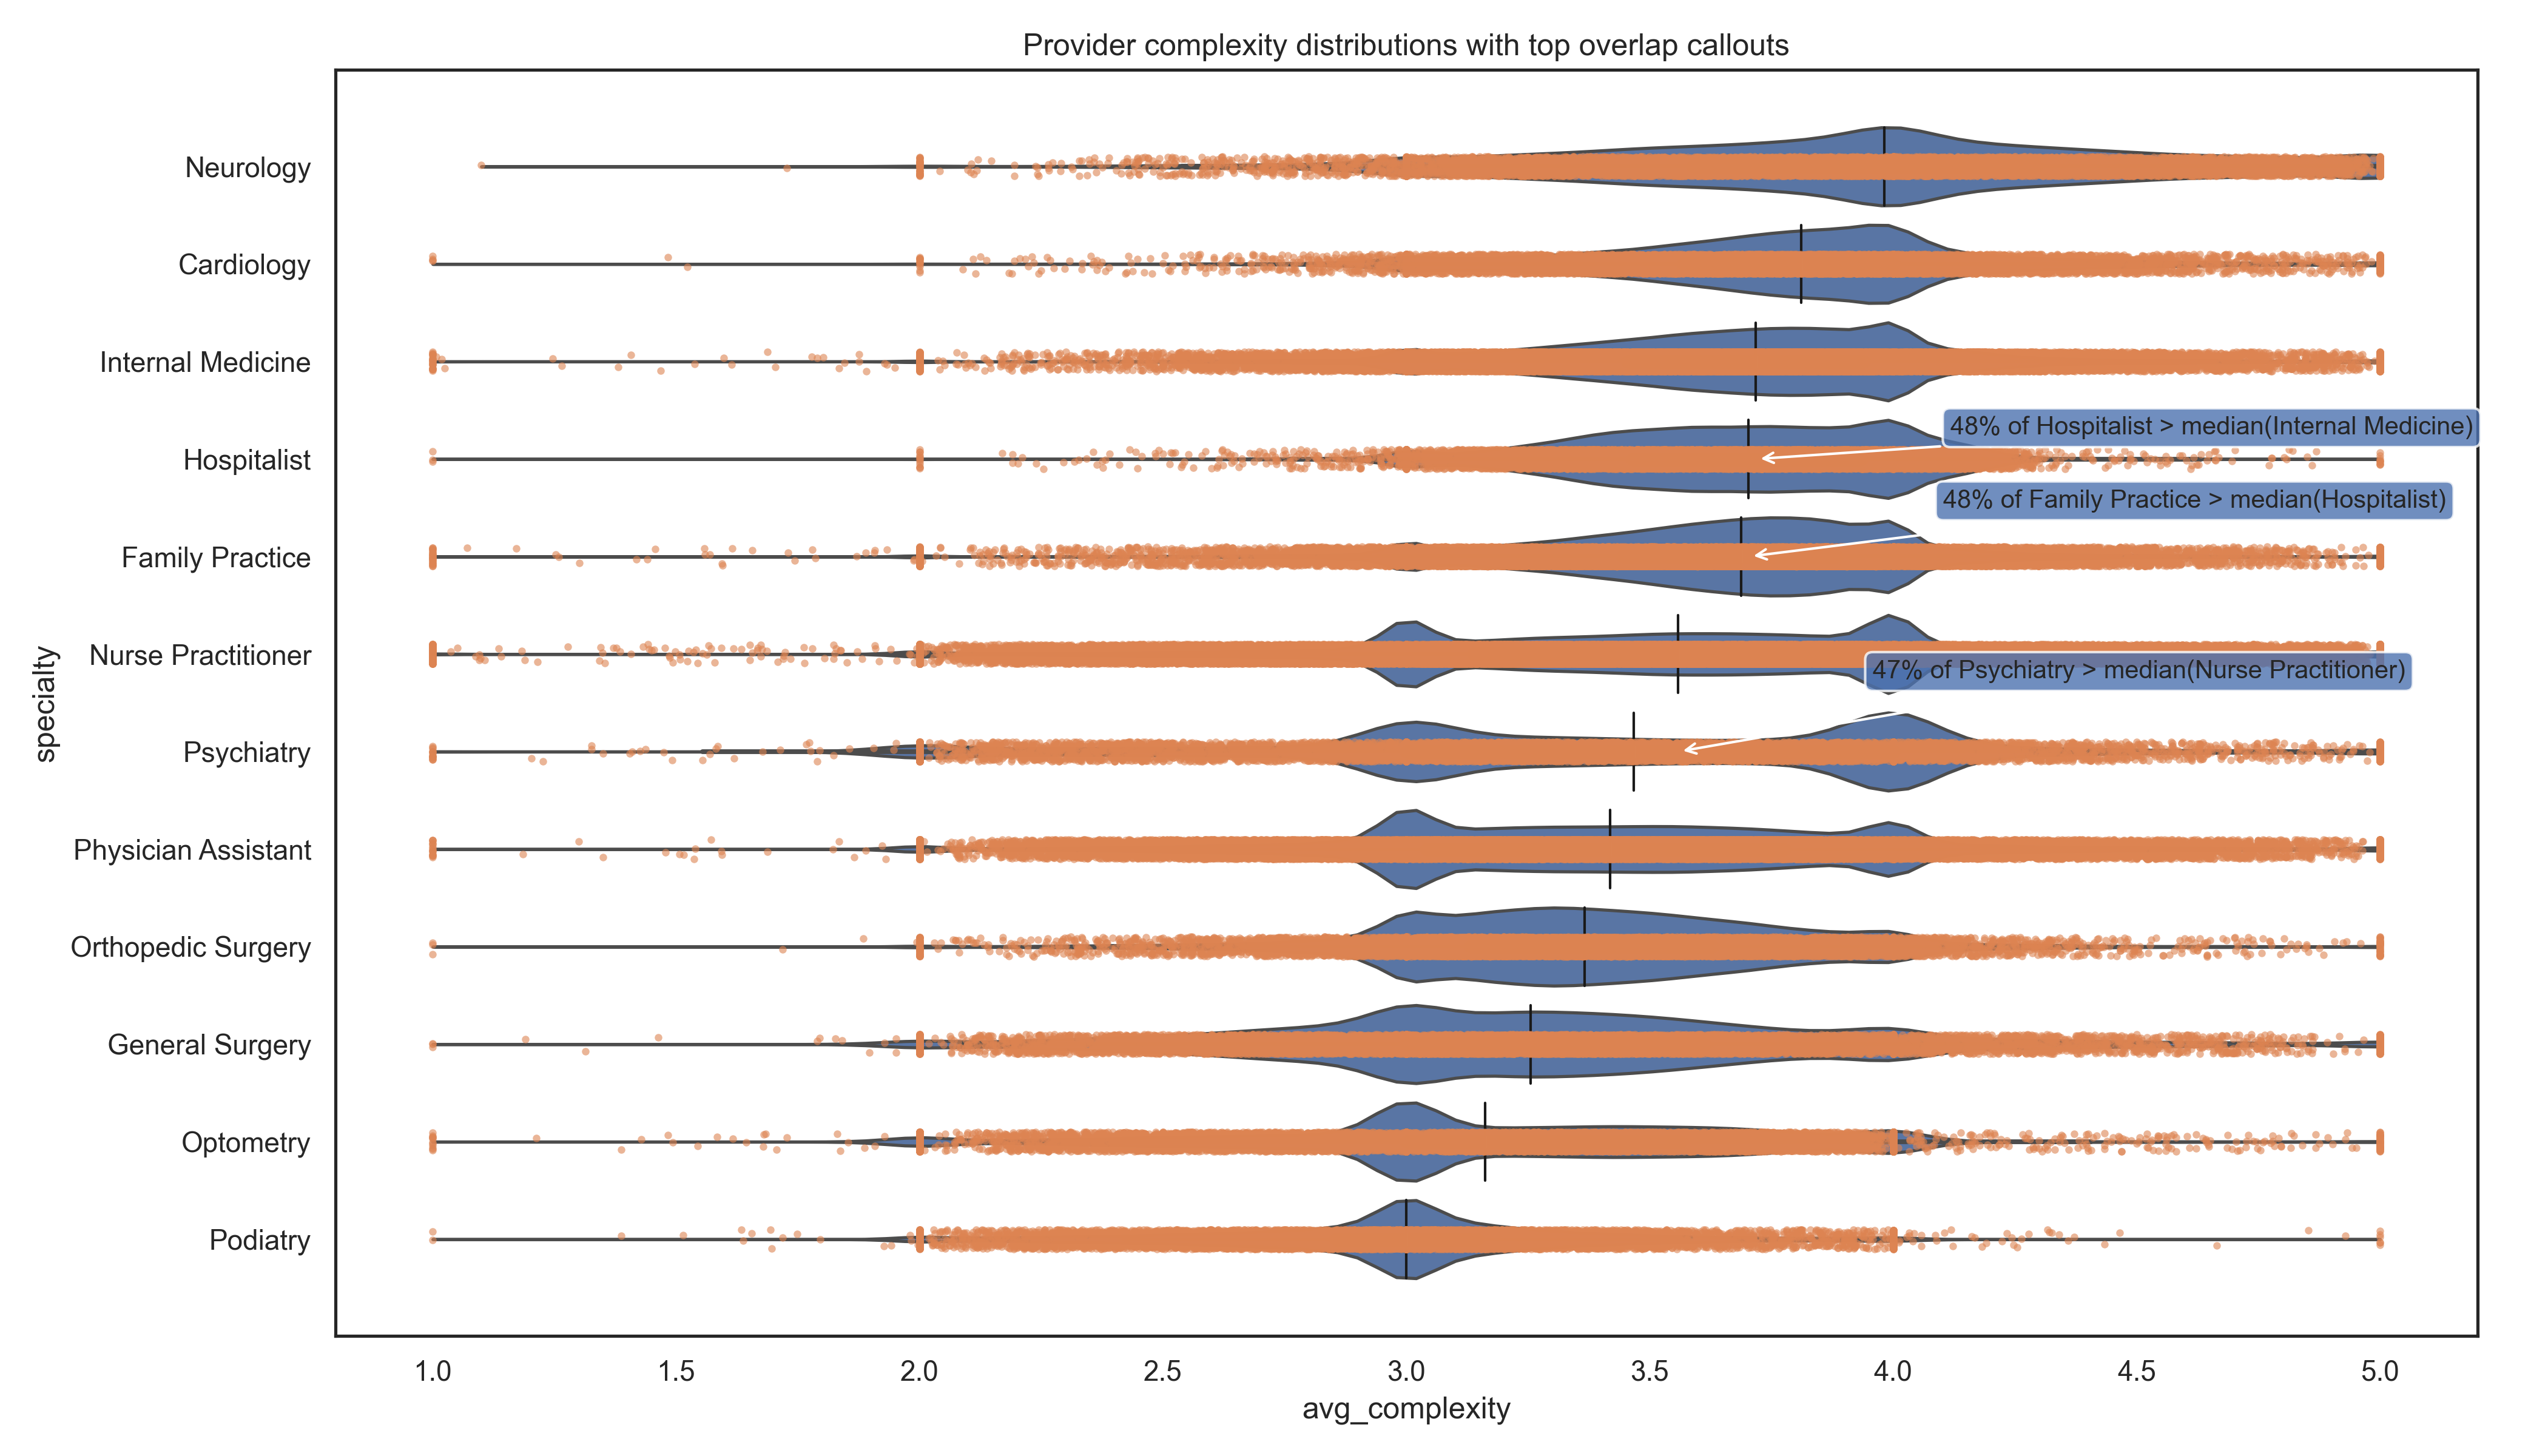 Provider complexity distributions with top overlap callouts
specialty
Neurology
Cardiology
Internal Medicine
Hospitalist
48% of Hospitalist > median(Internal Medicine)
48% of Family Practice > median(Hospitalist)
Family Practice
Nurse Practitioner
47% of Psychiatry > median(Nurse Practitioner)
Psychiatry
Physician Assistant
Orthopedic Surgery
General Surgery
Optometry
Podiatry
1.0 1.5 2.0 2.5 3.0 3.5 4.0 4.5 5.0
avg_complexity